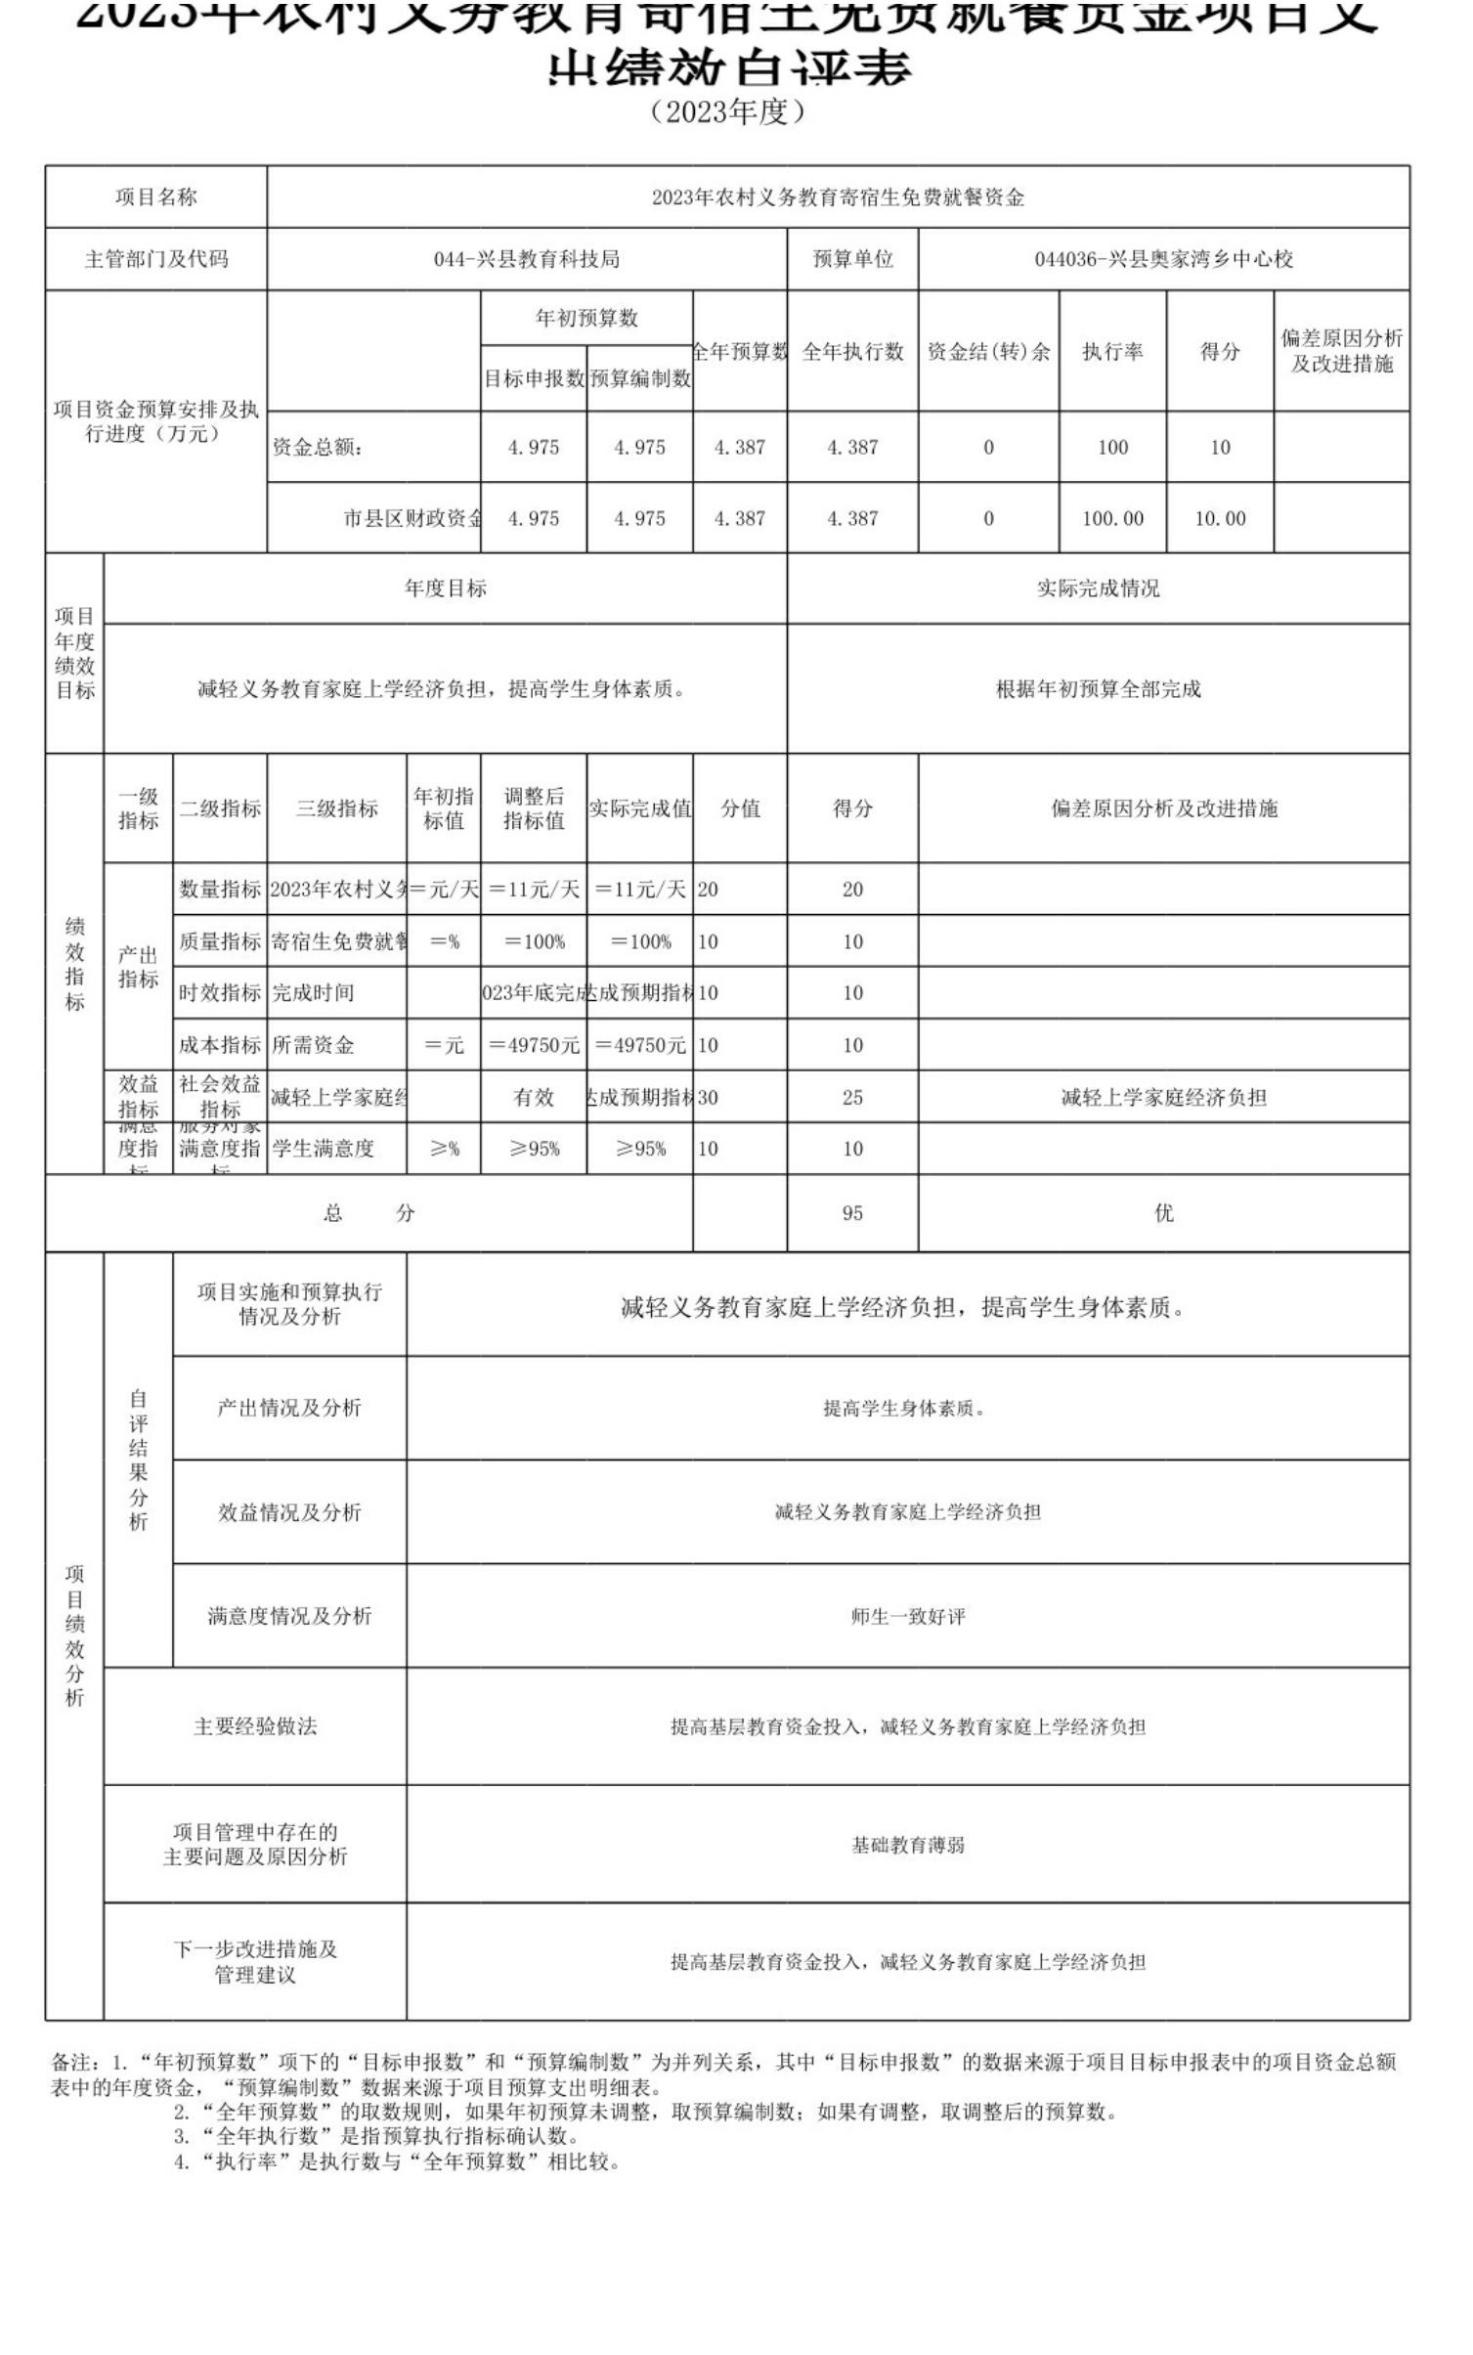 2023年农村义务教育寄宿生免费就餐资金项目支
出绩效自评表
（2023年度）
项目名称 2023年农村义务教育寄宿生免费就餐资金
主管部门及代码 044-兴县教育科技局 预算单位 044036-兴县奥家湾乡中心校
项目资金预算安排及执
行进度（万元）
年初预算数
目标申报数 预算编制数
全年预算数 全年执行数 资金结(转)余 执行率 得分
偏差原因分析
及改进措施
资金总额： 4.975 4.975 4.387 4.387 0 100 10
市县区财政资金 4.975 4.975 4.387 4.387 0 100.00 10.00
项目
年度
绩效
目标
年度目标 实际完成情况
减轻义务教育家庭上学经济负担，提高学生身体素质。 根据年初预算全部完成
绩
效
指
标
一级
指标
二级指标 三级指标
年初指
标值
调整后
指标值
实际完成值 分值 得分 偏差原因分析及改进措施
产出
指标
数量指标 2023年农村义务 ＝元/天 ＝11元/天 ＝11元/天 20 20
质量指标 寄宿生免费就餐 ＝% ＝100% ＝100% 10 10
时效指标 完成时间 023年底完成 达成预期指标 10 10
成本指标 所需资金 ＝元 ＝49750元 ＝49750元 10 10
效益
指标
社会效益
指标
减轻上学家庭经 有效 达成预期指标 30 25 减轻上学家庭经济负担
满意
度指
标
服务对象
满意度指
标
学生满意度 ≥% ≥95% ≥95% 10 10
总 分 95 优
项
目
绩
效
分
析
自
评
结
果
分
析
项目实施和预算执行
情况及分析
减轻义务教育家庭上学经济负担，提高学生身体素质。
产出情况及分析 提高学生身体素质。
效益情况及分析 减轻义务教育家庭上学经济负担
满意度情况及分析 师生一致好评
主要经验做法 提高基层教育资金投入，减轻义务教育家庭上学经济负担
项目管理中存在的
主要问题及原因分析
基础教育薄弱
下一步改进措施及
管理建议
提高基层教育资金投入，减轻义务教育家庭上学经济负担
备注：1.“年初预算数”项下的“目标申报数”和“预算编制数”为并列关系，其中“目标申报数”的数据来源于项目目标申报表中的项目资金总额
表中的年度资金，“预算编制数”数据来源于项目预算支出明细表。
2.“全年预算数”的取数规则，如果年初预算未调整，取预算编制数；如果有调整，取调整后的预算数。
3.“全年执行数”是指预算执行指标确认数。
4.“执行率”是执行数与“全年预算数”相比较。